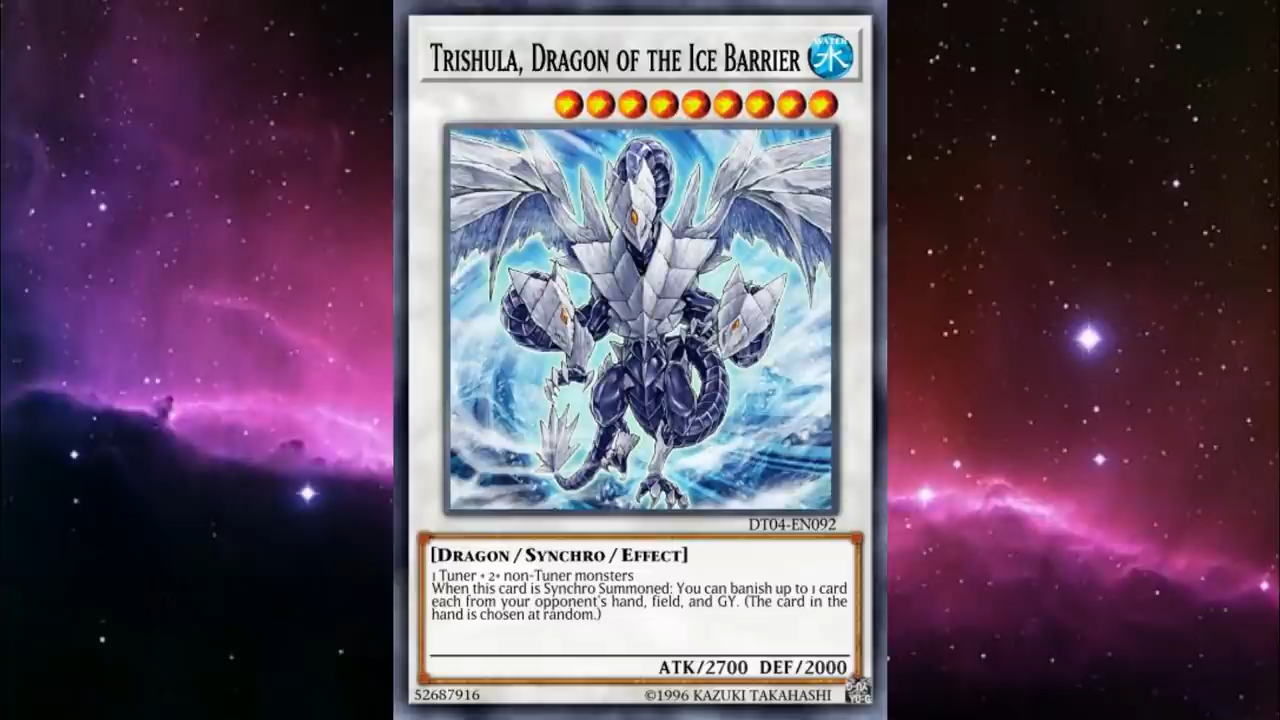 TRISHULA, DRAGON OF THE ICE BARRIER
WATER
水
DT04-EN092
[DRAGON / SYNCHRO / EFFECT]
1 Tuner + 2+ non-Tuner monsters
When this card is Synchro Summoned: You can banish up to 1 card
each from your opponent's hand, field, and GY. (The card in the
hand is chosen at random.)
ATK/2700 DEF/2000
52687916
©1996 KAZUKI TAKAHASHI